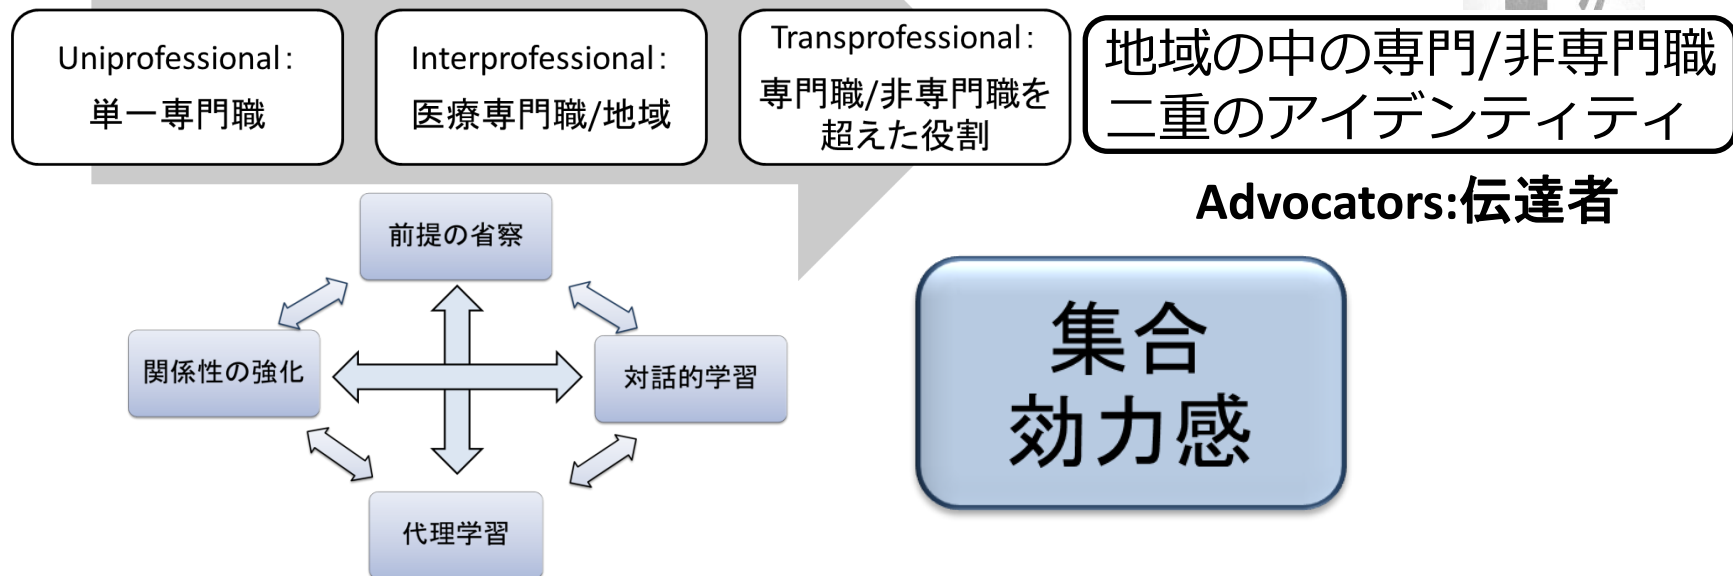 Uniprofessional：
単一専門職
Interprofessional：
医療専門職/地域
Transprofessional：
専門職/非専門職を
超えた役割
地域の中の専門/非専門職
二重のアイデンティティ
Advocators:伝達者
前提の省察
関係性の強化
対話的学習
代理学習
集合
効力感